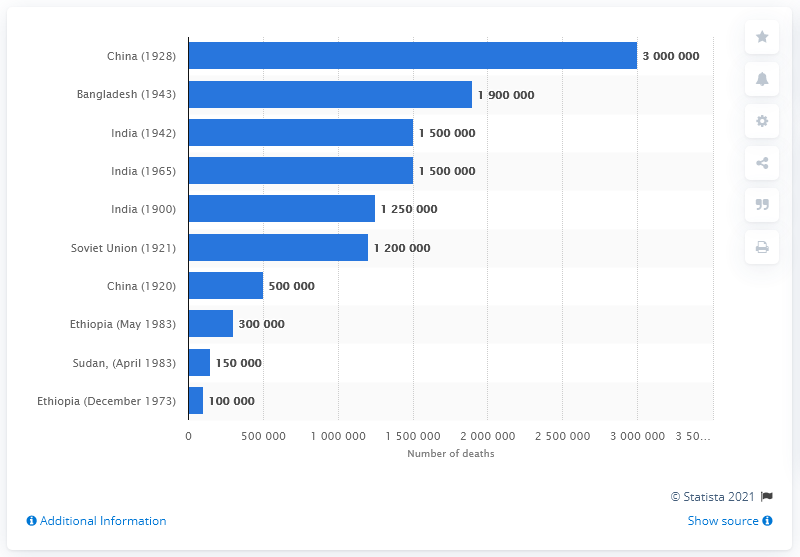 China (1928) 3 000 000
Bangladesh (1943) 1 900 000
India (1942) 1 500 000
India (1965) 1 500 000
India (1900) 1 250 000
Soviet Union (1921) 1 200 000
China (1920) 500 000
Ethiopia (May 1983) 300 000
Sudan, (April 1983) 150 000
Ethiopia (December 1973) 100 000
0 500 000 1 000 000 1 500 000 2 000 000 2 500 000 3 000 000 3 50...
Number of deaths
© Statista 2021
Additional Information Show source